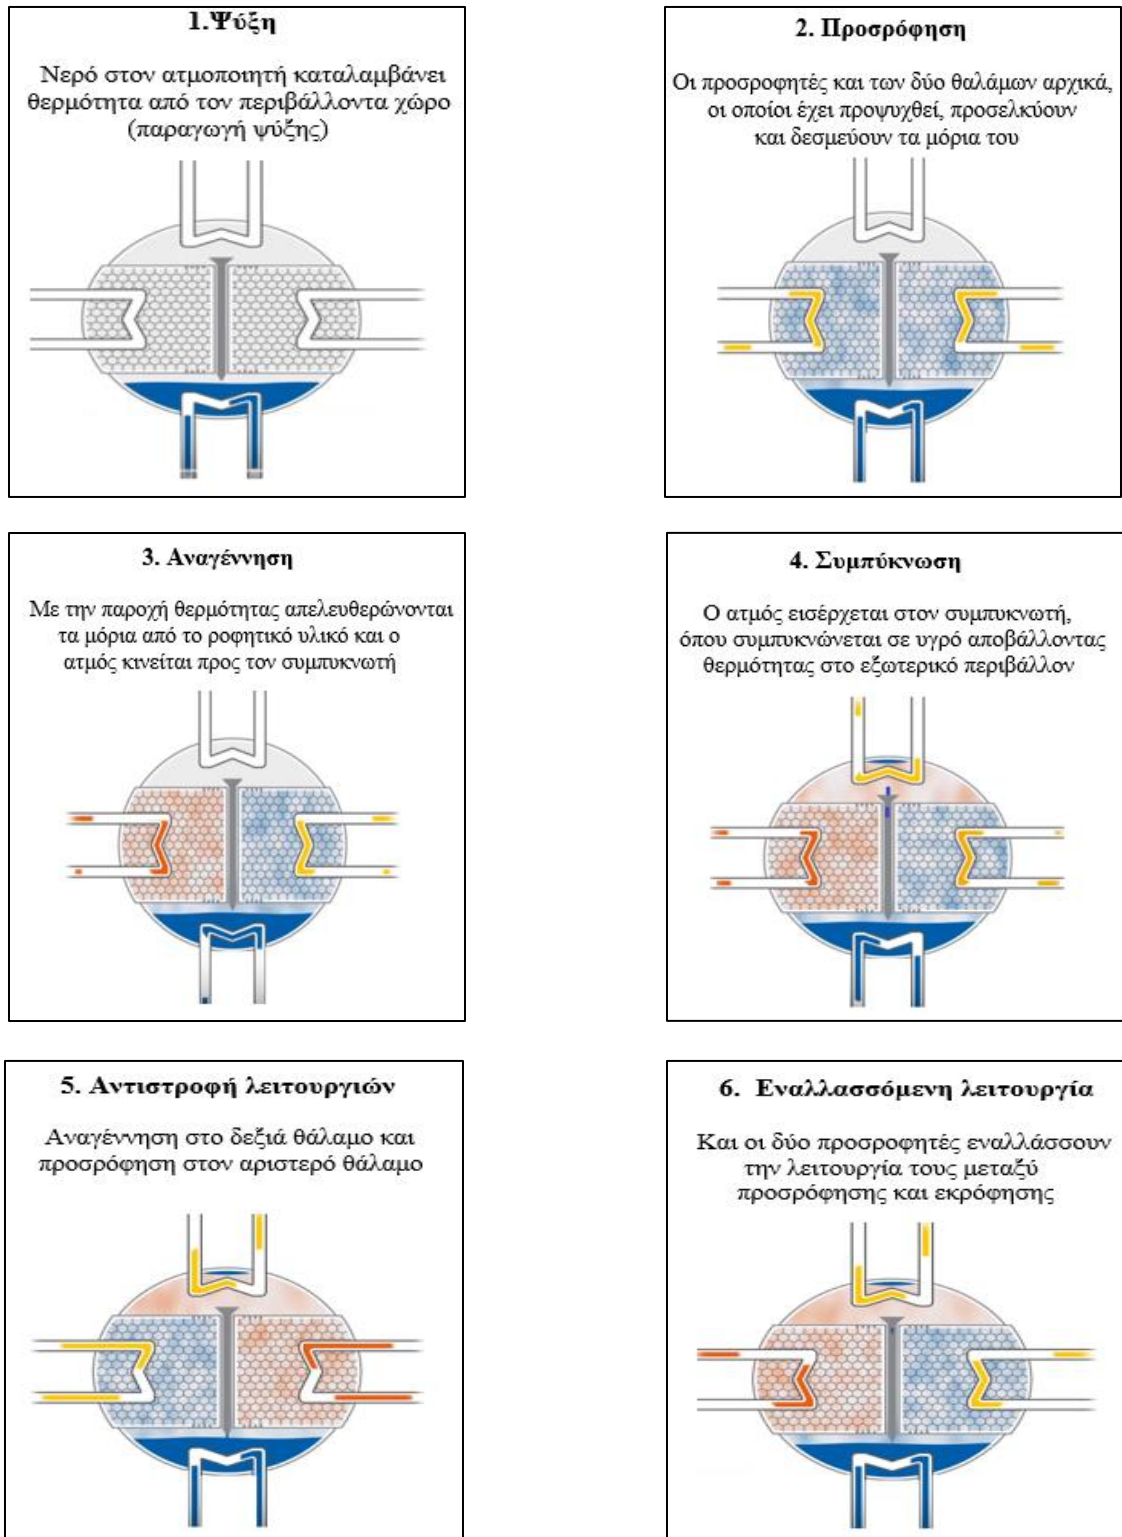 1.Ψύξη
Νερό στον ατμοποιητή καταλαμβάνει
θερμότητα από τον περιβάλλοντα χώρο
(παραγωγή ψύξης)
2. Προσρόφηση
Οι προσροφητές και των δύο θαλάμων αρχικά,
οι οποίοι έχει προψυχθεί, προσελκύουν
και δεσμεύουν τα μόρια του
3. Αναγέννηση
Με την παροχή θερμότητας απελευθερώνονται
τα μόρια από το ροφητικό υλικό και ο
ατμός κινείται προς τον συμπυκνωτή
4. Συμπύκνωση
Ο ατμός εισέρχεται στον συμπυκνωτή,
όπου συμπυκνώνεται σε υγρό αποβάλλοντας
θερμότητας στο εξωτερικό περιβάλλον
5. Αντιστροφή λειτουργιών
Αναγέννηση στο δεξιά θάλαμο και
προσρόφηση στον αριστερό θάλαμο
6. Εναλλασσόμενη λειτουργία
Και οι δύο προσροφητές εναλλάσσουν
την λειτουργία τους μεταξύ
προσρόφησης και εκρόφησης